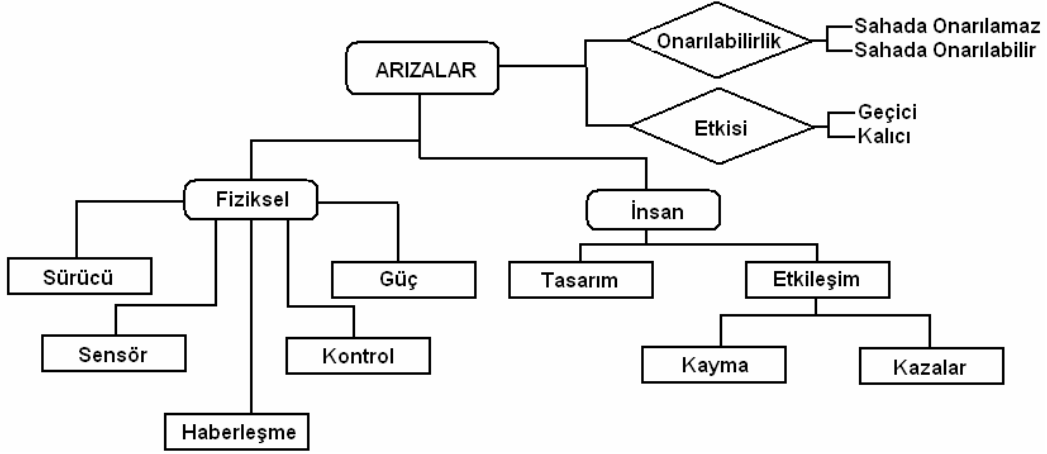 Sahada Onarılamaz
Onarılabilirlik
Sahada Onarılabilir
ARIZALAR
Geçici
Etkisi
Kalıcı
Fiziksel
İnsan
Sürücü
Güç
Tasarım
Etkileşim
Sensör
Kontrol
Kayma
Kazalar
Haberleşme